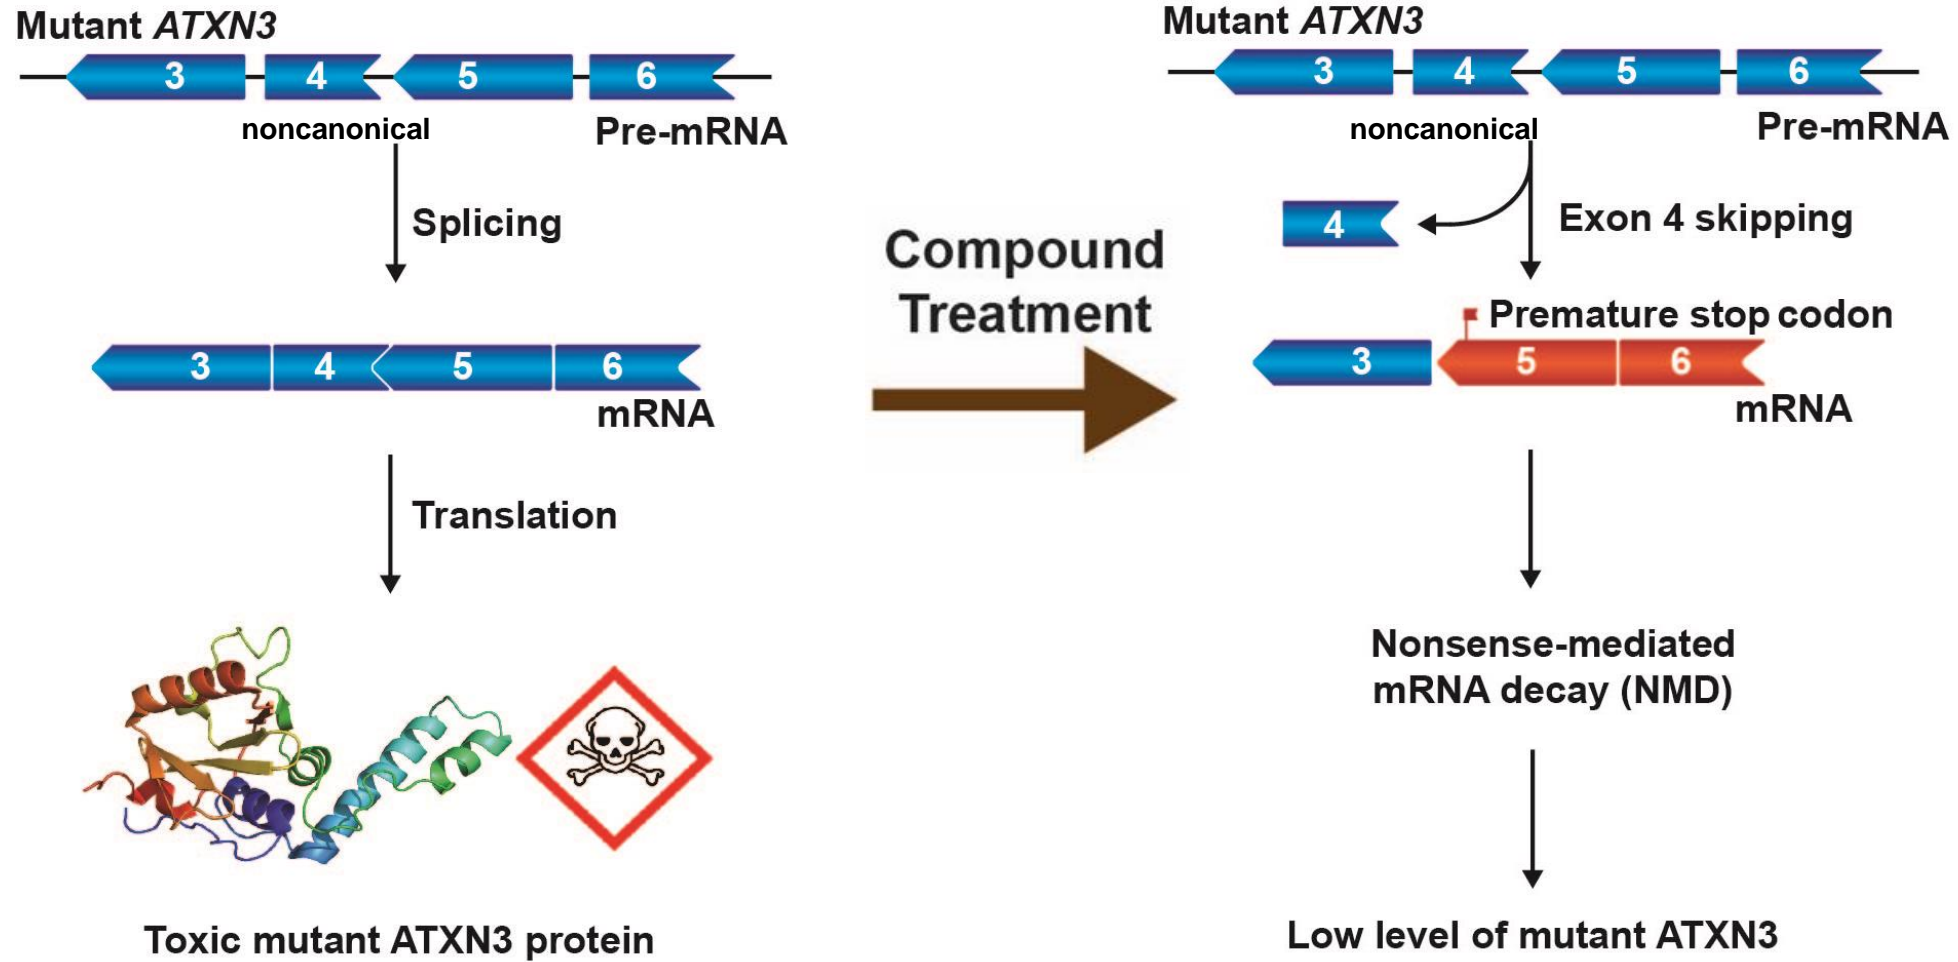 Mutant ATXN3
3 4 5 6
noncanonical
Pre-mRNA
Splicing
3 4 5 6
mRNA
Translation
Toxic mutant ATXN3 protein
Compound
Treatment
Mutant ATXN3
3 4 5 6
noncanonical
Pre-mRNA
4
Exon 4 skipping
Premature stop codon
3 5 6
mRNA
Nonsense-mediated
mRNA decay (NMD)
Low level of mutant ATXN3